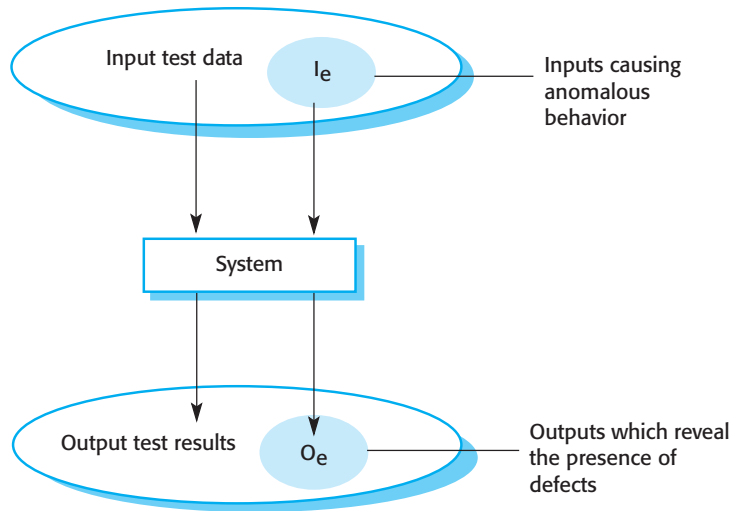 Input test data
Ie
Inputs causing
anomalous
behavior
System
Output test results
Oe
Outputs which reveal
the presence of
defects